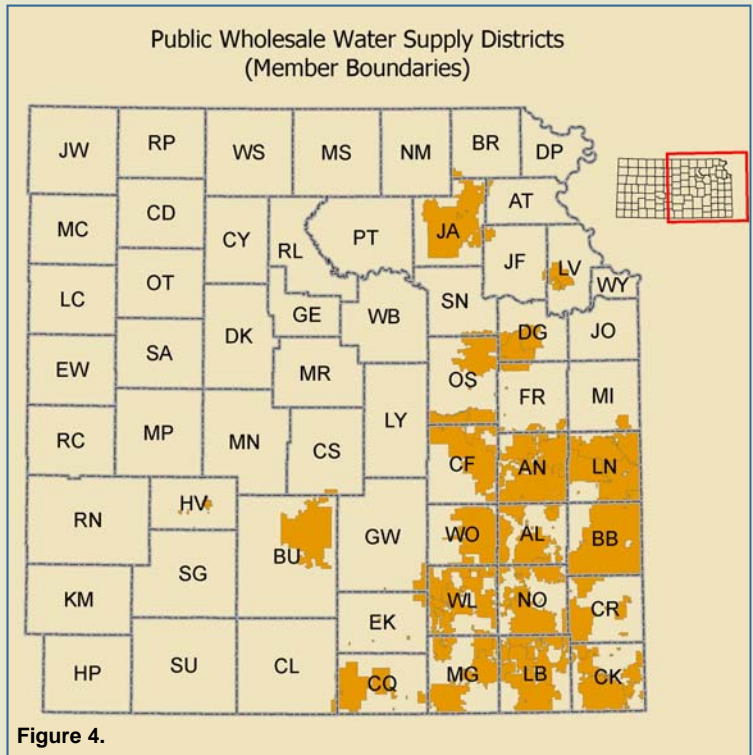 Public Wholesale Water Supply Districts
(Member Boundaries)
JW RP WS MS NM BR DP
MC CD CY RL PT JA AT
JF LV WY
LC OT GE WB SN
DK DG JO
EW SA MR OS FR MI
RC MP MN CS LY CF AN LN
RN HV BU GW WO AL BB
SG
KM EK WL NO CR
HP SU CL CQ MG LB CK
Figure 4.